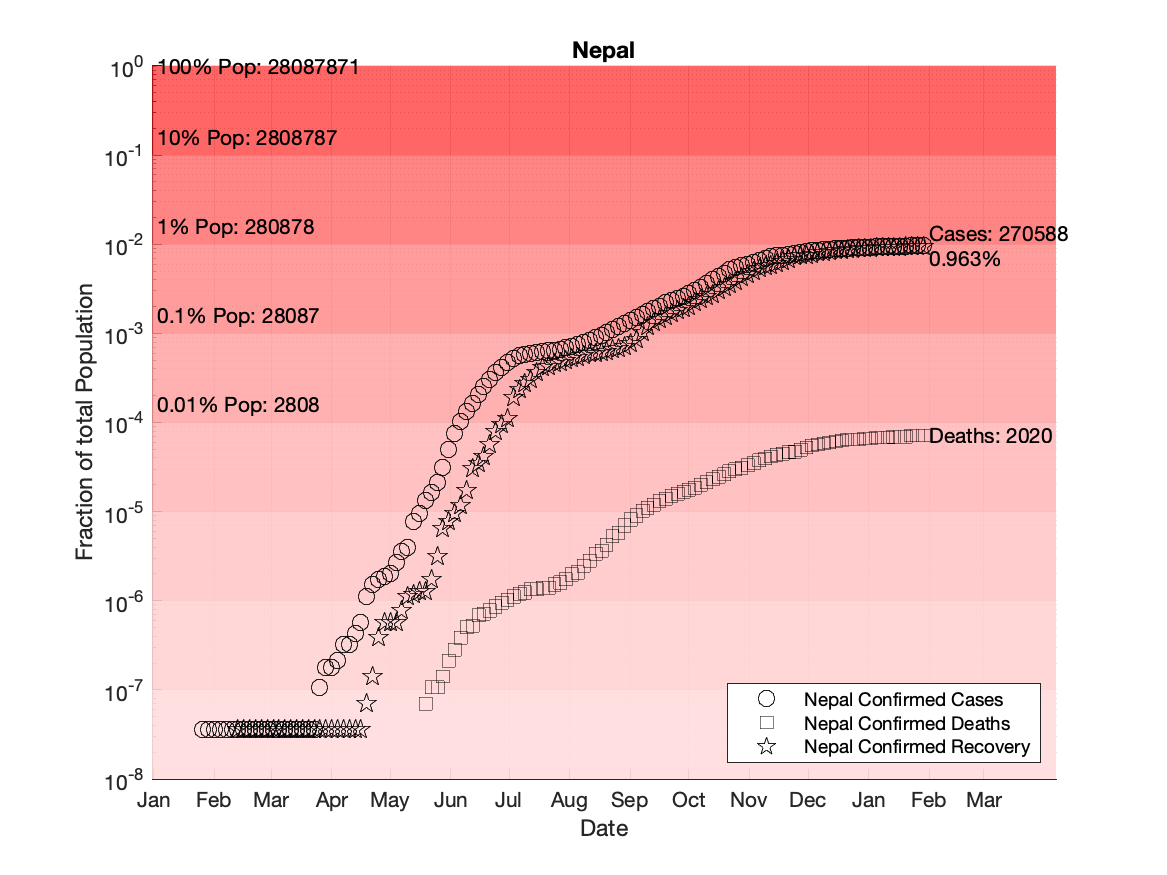 Nepal
10^0
100% Pop: 28087871
10% Pop: 2808787
10^-1
1% Pop: 280878
10^-2
Cases: 270588
0.963%
0.1% Pop: 28087
10^-3
0.01% Pop: 2808
10^-4
Deaths: 2020
10^-5
10^-6
10^-7
10^-8
Fraction of total Population
Nepal Confirmed Cases
Nepal Confirmed Deaths
Nepal Confirmed Recovery
Jan Feb Mar Apr May Jun Jul Aug Sep Oct Nov Dec Jan Feb Mar
Date